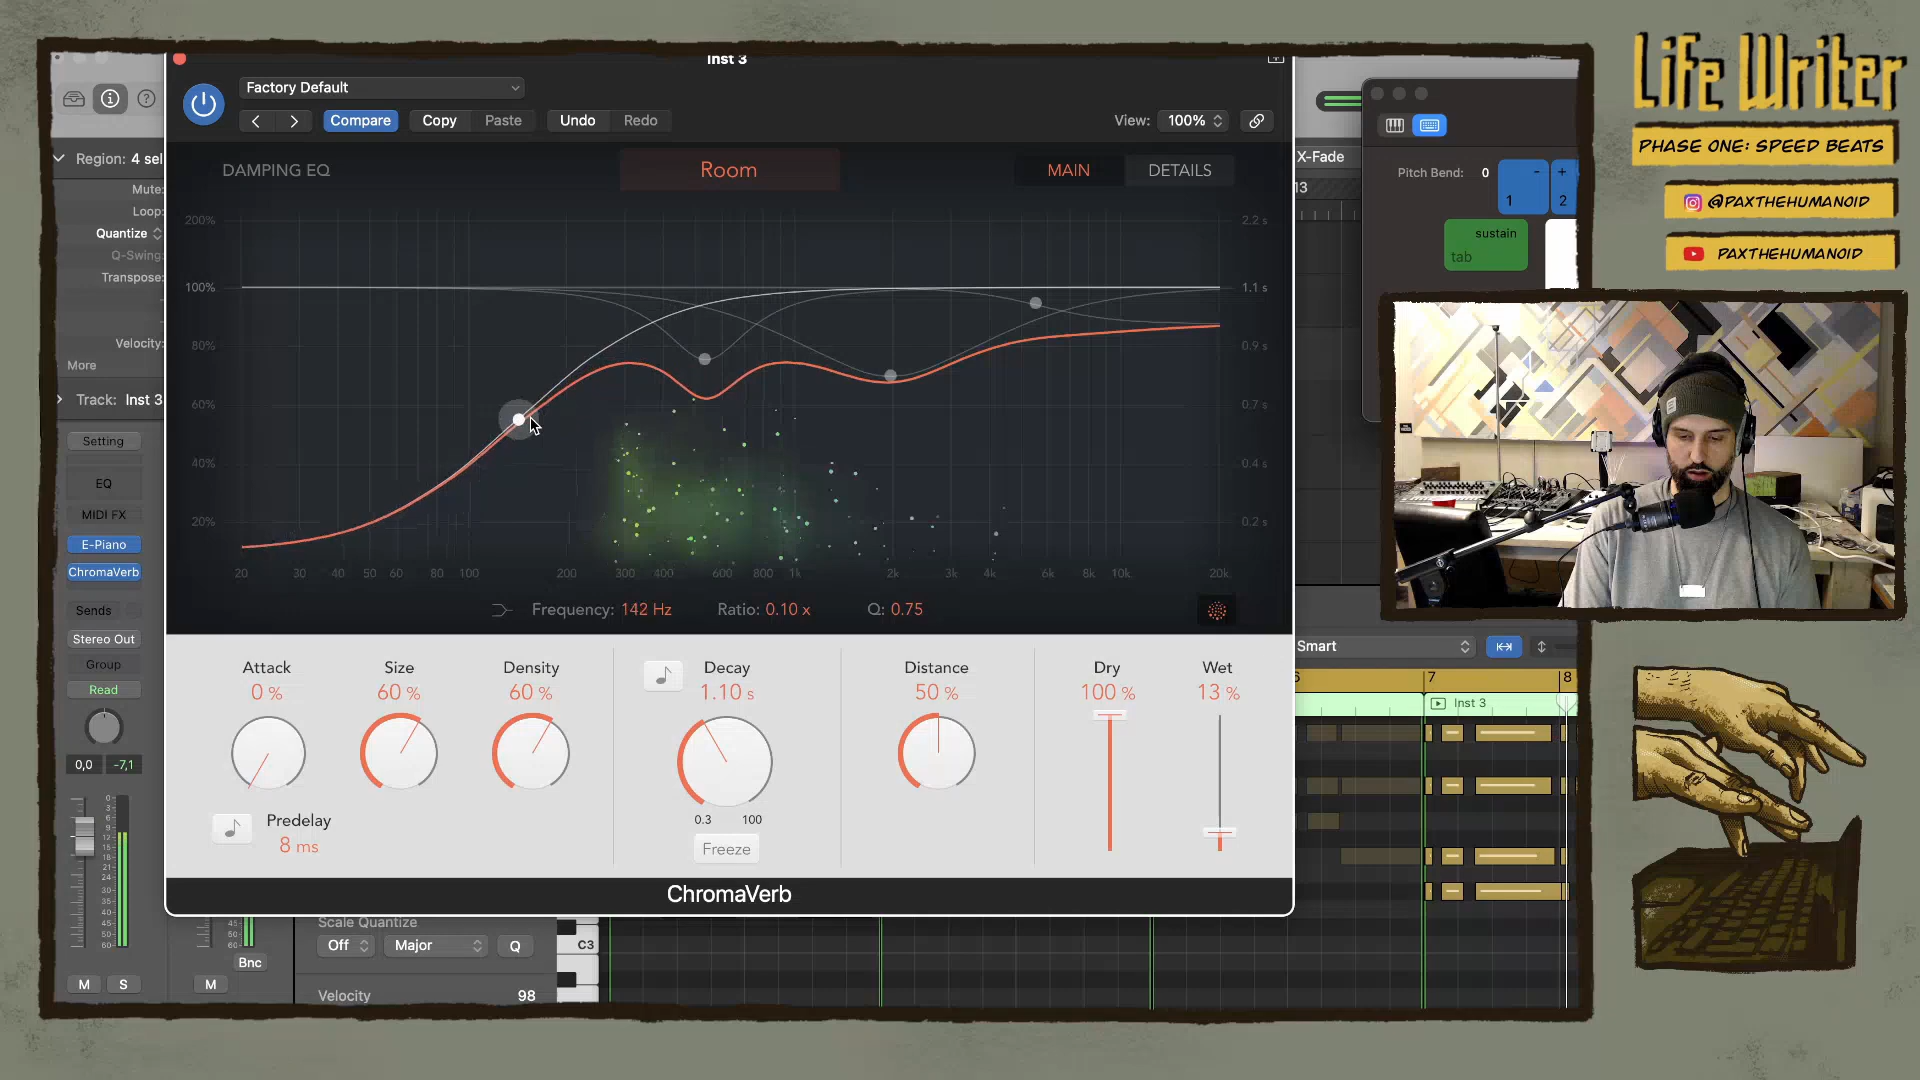 Inst 3
Factory Default
Compare
Copy
Paste
Undo
Redo
View:
100%
Region: 4 sel
Mute:
Loop:
Quantize
Q-Swing:
Transpose:
Velocity:
More
Track: Inst 3
Setting
EQ
MIDI FX
E-Piano
ChromaVerb
Sends
Stereo Out
Group
Read
0,0
-7,1
M
S
M
Bnc
DAMPING EQ
Room
MAIN
DETAILS
200%
2.2 s
100%
1.1 s
80%
0.9 s
60%
0.7 s
40%
0.4 s
20%
0.2 s
20 30 40 50 60 80 100 200 300 400 600 800 1k 2k 3k 4k 6k 8k 10k 20k
Frequency: 142 Hz
Ratio: 0.10 x
Q: 0.75
Attack
0 %
Size
60 %
Density
60 %
Decay
1.10 s
Distance
50 %
Dry
100 %
Wet
13 %
0.3
100
Predelay
8 ms
Freeze
ChromaVerb
Scale Quantize
Off
Major
Q
C3
Velocity
98
X-Fade
13
Pitch Bend: 0
-
+
1
2
sustain
tab
Smart
6
7
8
Inst 3
Life Writer
PHASE ONE: SPEED BEATS
@PAXTHEHUMANOID
PAXTHEHUMANOID